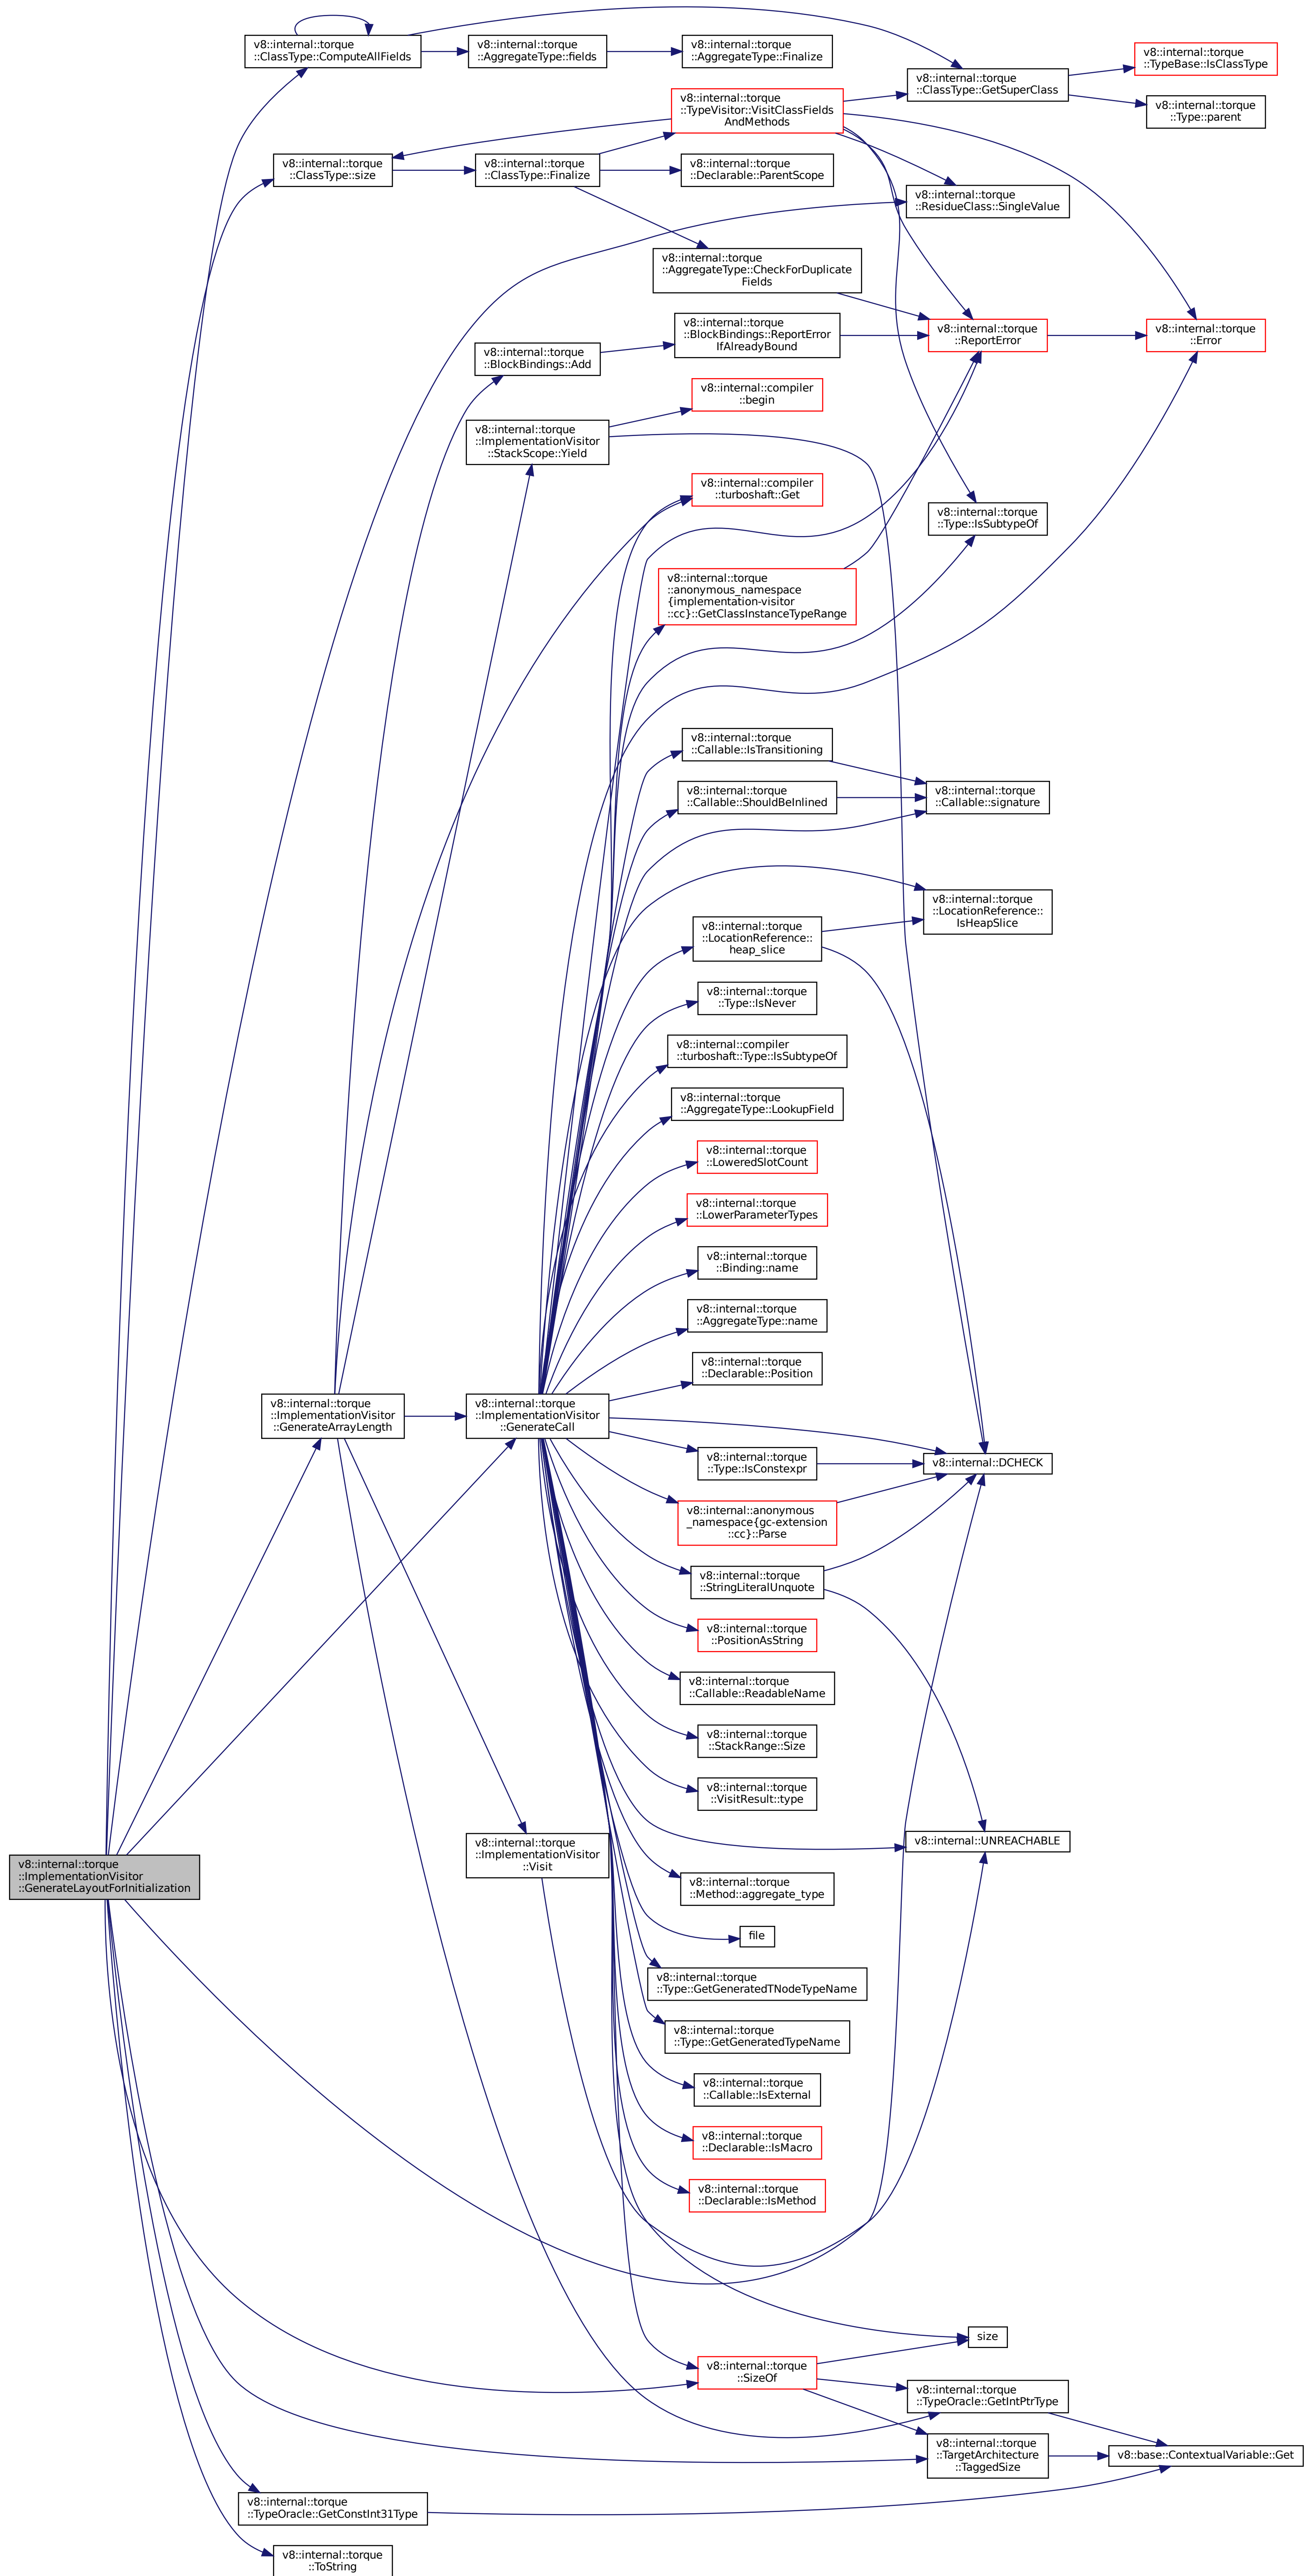 v8::internal::torque
::ClassType::ComputeAllFields
v8::internal::torque
::AggregateType::fields
v8::internal::torque
::AggregateType::Finalize
v8::internal::torque
::TypeBase::IsClassType
v8::internal::torque
::ClassType::GetSuperClass
v8::internal::torque
::Type::parent
v8::internal::torque
::TypeVisitor::VisitClassFields
AndMethods
v8::internal::torque
::ClassType::size
v8::internal::torque
::ClassType::Finalize
v8::internal::torque
::Declarable::ParentScope
v8::internal::torque
::ResidueClass::SingleValue
v8::internal::torque
::AggregateType::CheckForDuplicate
Fields
v8::internal::torque
::BlockBindings::ReportError
IfAlreadyBound
v8::internal::torque
::ReportError
v8::internal::torque
::Error
v8::internal::torque
::BlockBindings::Add
v8::internal::compiler
::begin
v8::internal::torque
::ImplementationVisitor
::StackScope::Yield
v8::internal::compiler
::turboshaft::Get
v8::internal::torque
::Type::IsSubtypeOf
v8::internal::torque
::anonymous_namespace
{implementation-visitor
::cc}::GetClassInstanceTypeRange
v8::internal::torque
::Callable::IsTransitioning
v8::internal::torque
::Callable::ShouldBeInlined
v8::internal::torque
::Callable::signature
v8::internal::torque
::LocationReference::
IsHeapSlice
v8::internal::torque
::LocationReference::
heap_slice
v8::internal::torque
::Type::IsNever
v8::internal::compiler
::turboshaft::Type::IsSubtypeOf
v8::internal::torque
::AggregateType::LookupField
v8::internal::torque
::LoweredSlotCount
v8::internal::torque
::LowerParameterTypes
v8::internal::torque
::Binding::name
v8::internal::torque
::AggregateType::name
v8::internal::torque
::Declarable::Position
v8::internal::torque
::ImplementationVisitor
::GenerateArrayLength
v8::internal::torque
::ImplementationVisitor
::GenerateCall
v8::internal::torque
::Type::IsConstexpr
v8::internal::DCHECK
v8::internal::anonymous
_namespace{gc-extension
::cc}::Parse
v8::internal::torque
::StringLiteralUnquote
v8::internal::torque
::PositionAsString
v8::internal::torque
::Callable::ReadableName
v8::internal::torque
::StackRange::Size
v8::internal::torque
::VisitResult::type
v8::internal::torque
::ImplementationVisitor
::Visit
v8::internal::UNREACHABLE
v8::internal::torque
::ImplementationVisitor
::GenerateLayoutForInitialization
v8::internal::torque
::Method::aggregate_type
file
v8::internal::torque
::Type::GetGeneratedTNodeTypeName
v8::internal::torque
::Type::GetGeneratedTypeName
v8::internal::torque
::Callable::IsExternal
v8::internal::torque
::Declarable::IsMacro
v8::internal::torque
::Declarable::IsMethod
size
v8::internal::torque
::SizeOf
v8::internal::torque
::TypeOracle::GetIntPtrType
v8::internal::torque
::TargetArchitecture
::TaggedSize
v8::base::ContextualVariable::Get
v8::internal::torque
::TypeOracle::GetConstInt31Type
v8::internal::torque
::ToString